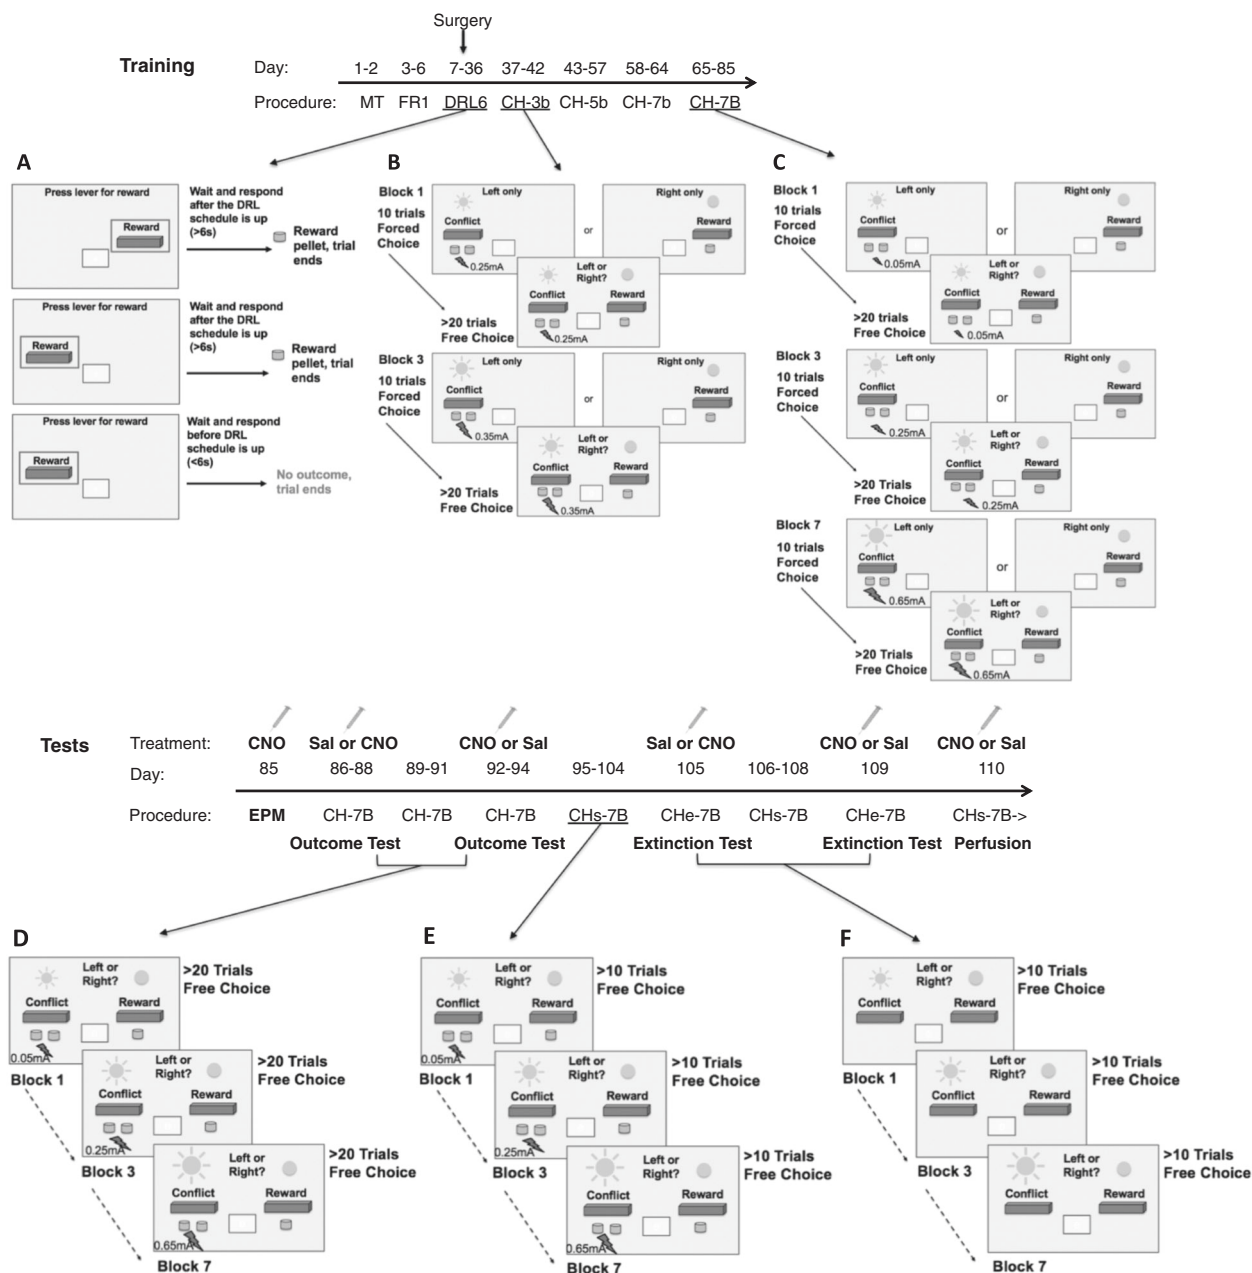 Surgery
Training
Day: 1-2 3-6 7-36 37-42 43-57 58-64 65-85
Procedure: MT FR1 DRL6 CH-3b CH-5b CH-7b CH-7B
A
Press lever for reward
Reward
Wait and respond
after the DRL
schedule is up
(>6s)
Reward
pellet, trial
ends
Press lever for reward
Reward
Wait and respond
after the DRL
schedule is up
(>6s)
Reward
pellet, trial
ends
Press lever for reward
Reward
Wait and respond
before DRL
schedule is up
(<6s)
No outcome,
trial ends
B
Block 1
10 trials
Forced
Choice
Left only
Conflict
0.25mA
or
Right only
Reward
>20 trials
Free Choice
Left or
Right?
Conflict
Reward
0.25mA
Block 3
10 trials
Forced
Choice
Left only
Conflict
0.35mA
or
Right only
Reward
>20 Trials
Free Choice
Left or
Right?
Conflict
Reward
0.35mA
C
Block 1
10 trials
Forced
Choice
Left only
Conflict
0.05mA
or
Right only
Reward
>20 trials
Free Choice
Left or
Right?
Conflict
Reward
0.05mA
Block 3
10 trials
Forced
Choice
Left only
Conflict
0.25mA
or
Right only
Reward
>20 Trials
Free Choice
Left or
Right?
Conflict
Reward
0.25mA
Block 7
10 trials
Forced
Choice
Left only
Conflict
0.65mA
or
Right only
Reward
>20 Trials
Free Choice
Left or
Right?
Conflict
Reward
0.65mA
Tests
Treatment: CNO Sal or CNO CNO or Sal Sal or CNO CNO or Sal CNO or Sal
Day: 85 86-88 89-91 92-94 95-104 105 106-108 109 110
Procedure: EPM CH-7B CH-7B CH-7B CHs-7B CHe-7B CHs-7B CHe-7B CHs-7B->
Outcome Test Outcome Test Extinction Test Extinction Test Perfusion
D
Left or
Right?
Conflict
Reward
0.05mA
>20 Trials
Free Choice
Block 1
Left or
Right?
Conflict
Reward
0.25mA
>20 Trials
Free Choice
Block 3
Left or
Right?
Conflict
Reward
0.65mA
>20 Trials
Free Choice
Block 7
E
Left or
Right?
Conflict
Reward
0.05mA
>10 Trials
Free Choice
Block 1
Left or
Right?
Conflict
Reward
0.25mA
>10 Trials
Free Choice
Block 3
Left or
Right?
Conflict
Reward
0.65mA
>10 Trials
Free Choice
Block 7
F
Left or
Right?
Conflict
Reward
>10 Trials
Free Choice
Block 1
Left or
Right?
Conflict
Reward
>10 Trials
Free Choice
Block 3
Left or
Right?
Conflict
Reward
>10 Trials
Free Choice
Block 7